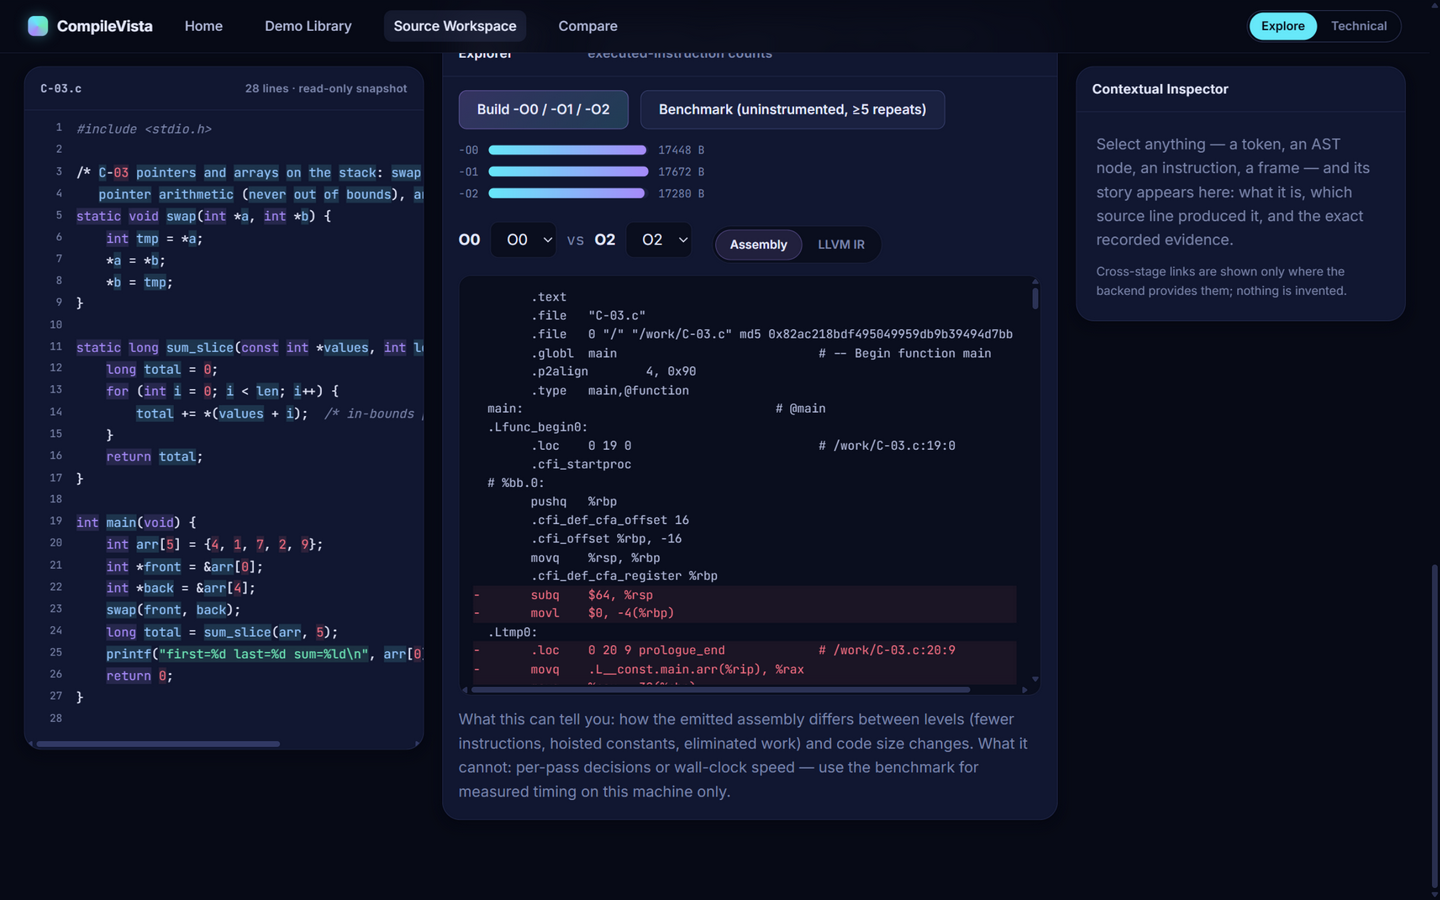 CompileVista
Home
Demo Library
Source Workspace
Compare
Explore
Technical
C-03.c
28 lines · read-only snapshot
1 #include <stdio.h>
2
3 /* C-03 pointers and arrays on the stack: swap
4 pointer arithmetic (never out of bounds), a
5 static void swap(int *a, int *b) {
6 int tmp = *a;
7 *a = *b;
8 *b = tmp;
9 }
10
11 static long sum_slice(const int *values, int l
12 long total = 0;
13 for (int i = 0; i < len; i++) {
14 total += *(values + i); /* in-bounds
15 }
16 return total;
17 }
18
19 int main(void) {
20 int arr[5] = {4, 1, 7, 2, 9};
21 int *front = &arr[0];
22 int *back = &arr[4];
23 swap(front, back);
24 long total = sum_slice(arr, 5);
25 printf("first=%d last=%d sum=%ld\n", arr[0]
26 return 0;
27 }
28
Explorer
executed-instruction counts
Build -O0 / -O1 / -O2
Benchmark (uninstrumented, ≥5 repeats)
-O0 17448 B
-O1 17672 B
-O2 17280 B
O0 O0 vs O2 O2
Assembly
LLVM IR
.text
.file "C-03.c"
.file 0 "/" "/work/C-03.c" md5 0x82ac218bdf495049959db9b39494d7bb
.globl main # -- Begin function main
.p2align 4, 0x90
.type main,@function
main: # @main
.Lfunc_begin0:
.loc 0 19 0 # /work/C-03.c:19:0
.cfi_startproc
# %bb.0:
pushq %rbp
.cfi_def_cfa_offset 16
.cfi_offset %rbp, -16
movq %rsp, %rbp
.cfi_def_cfa_register %rbp
- subq $64, %rsp
- movl $0, -4(%rbp)
.Ltmp0:
- .loc 0 20 9 prologue_end # /work/C-03.c:20:9
- movq .L__const.main.arr(%rip), %rax
What this can tell you: how the emitted assembly differs between levels (fewer
instructions, hoisted constants, eliminated work) and code size changes. What it
cannot: per-pass decisions or wall-clock speed — use the benchmark for
measured timing on this machine only.
Contextual Inspector
Select anything — a token, an AST
node, an instruction, a frame — and its
story appears here: what it is, which
source line produced it, and the exact
recorded evidence.
Cross-stage links are shown only where the
backend provides them; nothing is invented.